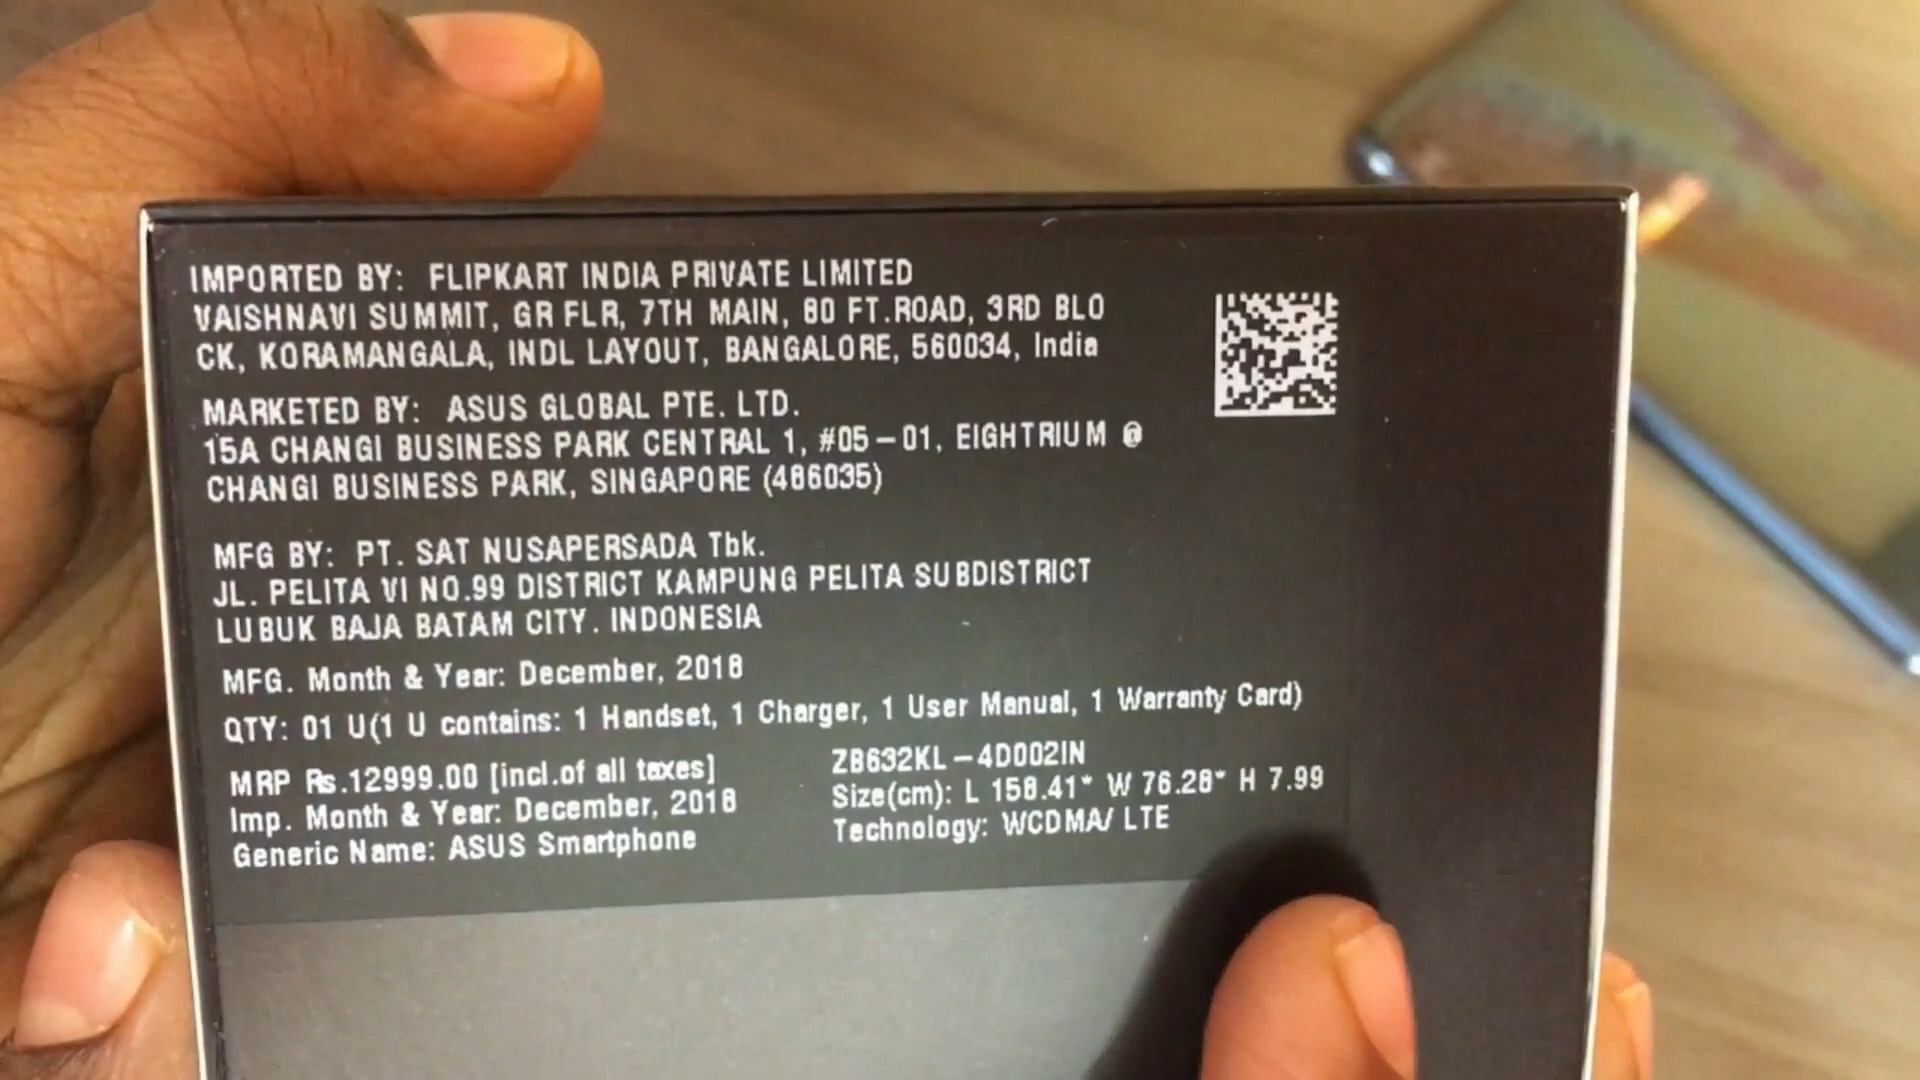 IMPORTED BY: FLIPKART INDIA PRIVATE LIMITED
VAISHNAVI SUMMIT, GR FLR, 7TH MAIN, 80 FT.ROAD, 3RD BLO
CK, KORAMANGALA, INDL LAYOUT, BANGALORE, 560034, India
MARKETED BY: ASUS GLOBAL PTE. LTD.
15A CHANGI BUSINESS PARK CENTRAL 1, #05-01, EIGHTRIUM @
CHANGI BUSINESS PARK, SINGAPORE (486035)
MFG BY: PT. SAT NUSAPERSADA Tbk.
JL. PELITA VI NO.99 DISTRICT KAMPUNG PELITA SUBDISTRICT
LUBUK BAJA BATAM CITY. INDONESIA
MFG. Month & Year: December, 2018
QTY: 01 U(1 U contains: 1 Handset, 1 Charger, 1 User Manual, 1 Warranty Card)
MRP Rs.12999.00 [incl.of all taxes]
Imp. Month & Year: December, 2018
Generic Name: ASUS Smartphone
ZB632KL-4D002IN
Size(cm): L 158.41* W 76.28* H 7.99
Technology: WCDMA/ LTE